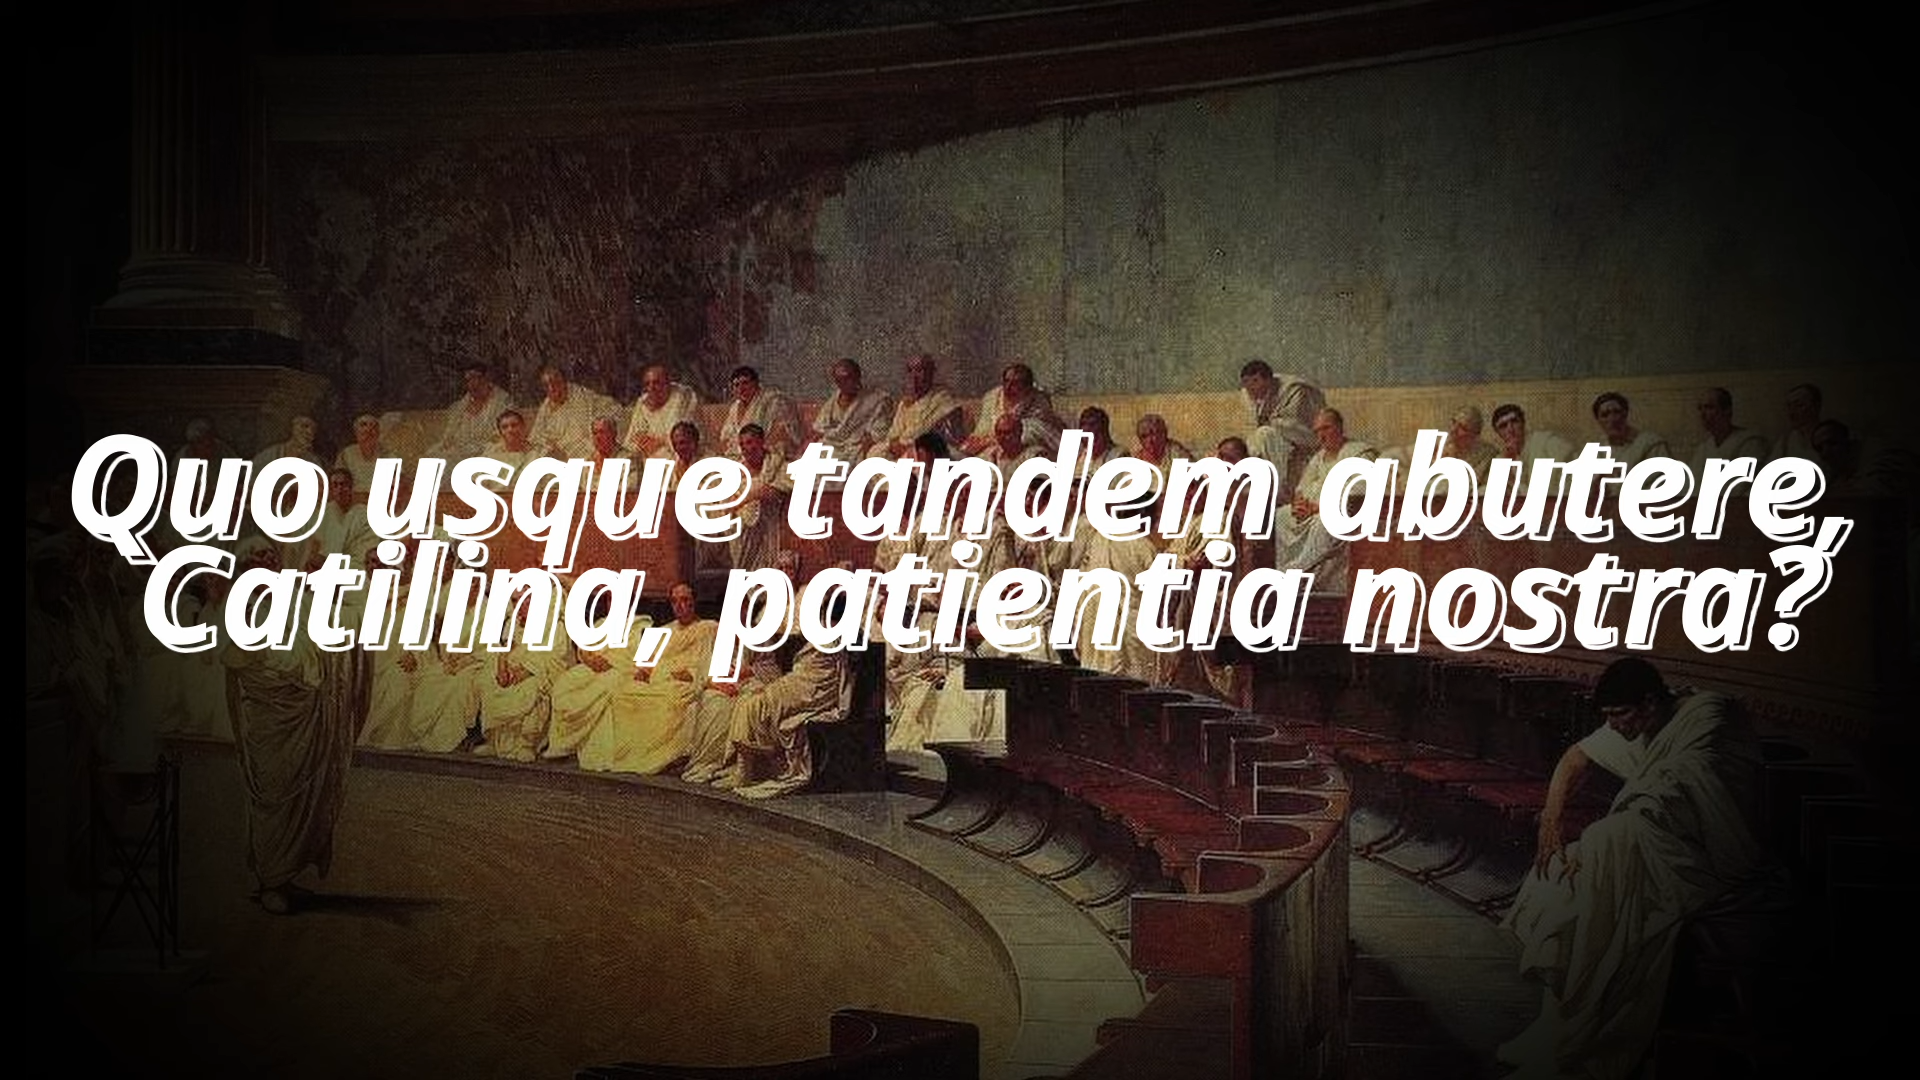 Quo usque tandem abutere,
Catilina, patientia nostra?